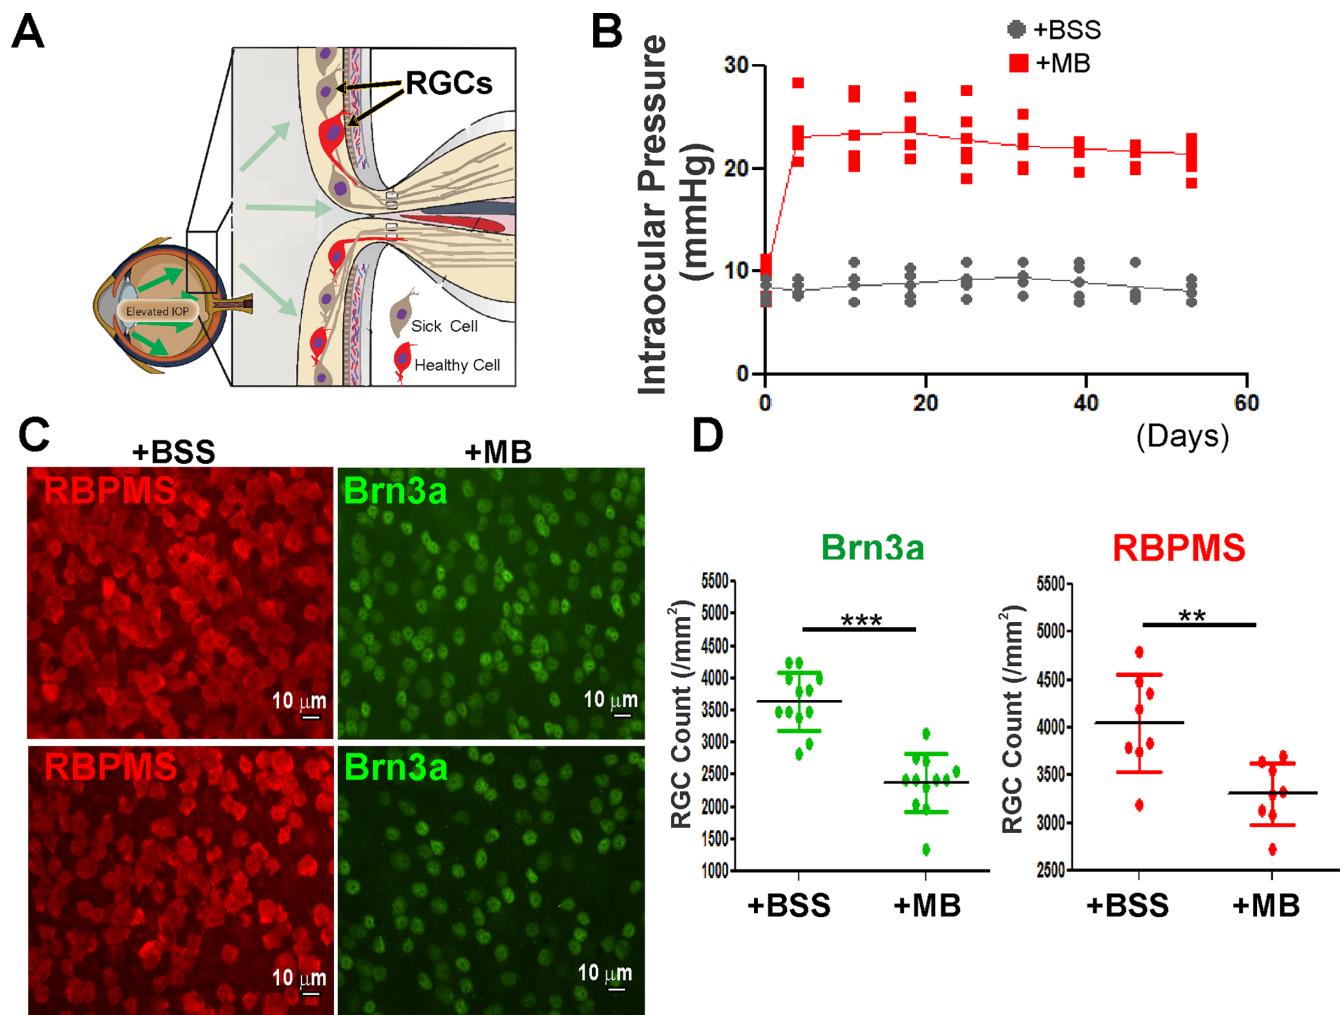 A
RGCs
Elevated IOP
Sick Cell
Healthy Cell
B
+BSS
+MB
Intraocular Pressure
(mmHg)
30
20
10
0
0 20 40 60
(Days)
C
+BSS +MB
RBPMS Brn3a
10 μm 10 μm
RBPMS Brn3a
10 μm 10 μm
D
Brn3a
RGC Count (/mm²)
5500
5000
4500
4000
3500
3000
2500
2000
1500
1000
***
+BSS +MB
RBPMS
RGC Count (/mm²)
5500
5000
4500
4000
3500
3000
2500
**
+BSS +MB